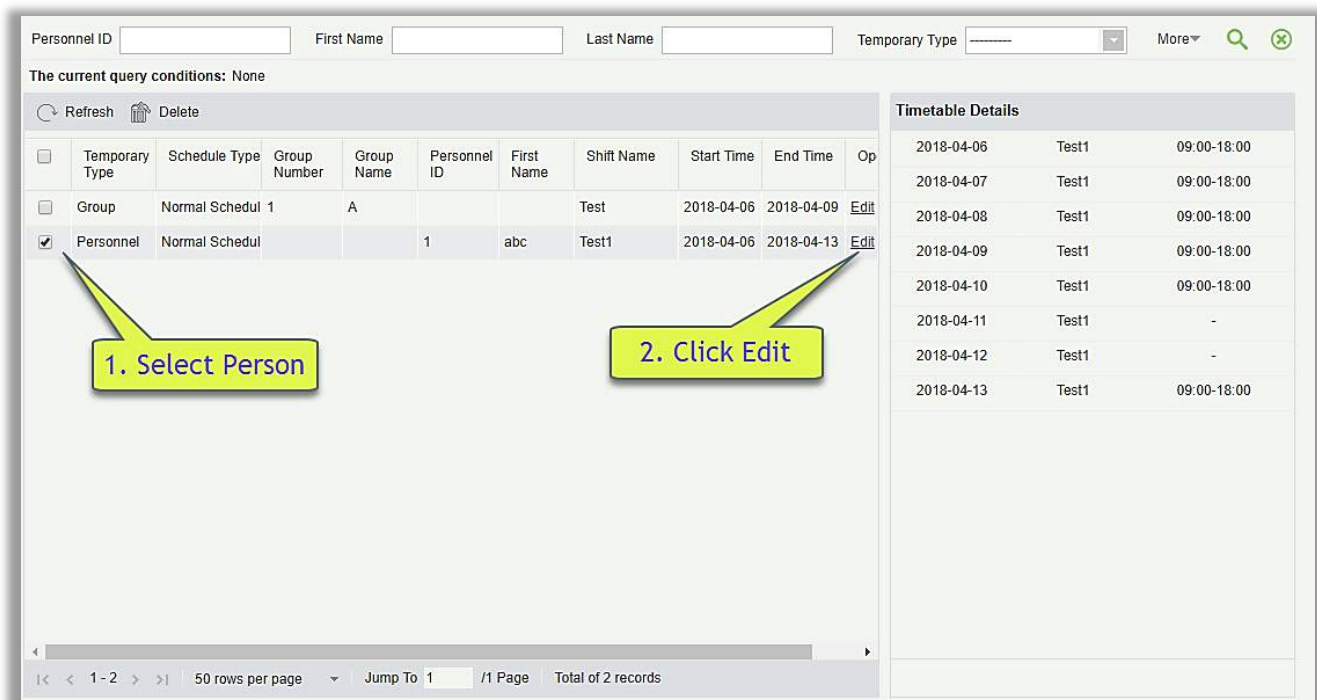 Personnel ID First Name Last Name Temporary Type --------- More
The current query conditions: None
Refresh Delete
Temporary Type Schedule Type Group Number Group Name Personnel ID First Name Shift Name Start Time End Time Op
Group Normal Schedul 1 A Test 2018-04-06 2018-04-09 Edit
Personnel Normal Schedul 1 abc Test1 2018-04-06 2018-04-13 Edit
1. Select Person
2. Click Edit
1 - 2 50 rows per page Jump To 1 /1 Page Total of 2 records
Timetable Details
2018-04-06 Test1 09:00-18:00
2018-04-07 Test1 09:00-18:00
2018-04-08 Test1 09:00-18:00
2018-04-09 Test1 09:00-18:00
2018-04-10 Test1 09:00-18:00
2018-04-11 Test1 -
2018-04-12 Test1 -
2018-04-13 Test1 09:00-18:00